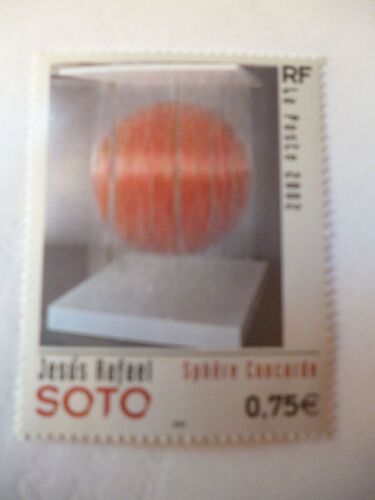 RF
La Poste 2002
Jesús Rafael
Sphère Concorde
SOTO
0.75€